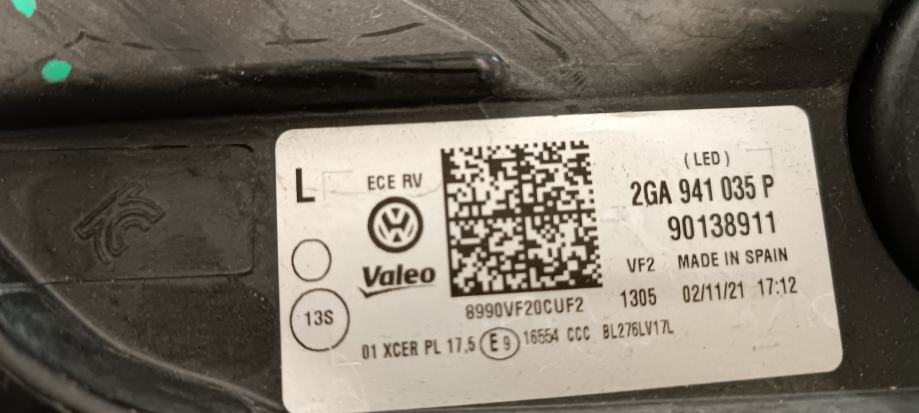 L
ECE RV
(LED)
2GA 941 035 P
90138911
Valeo
VF2 MADE IN SPAIN
13S
8990VF20CUF2
1305 02/11/21 17:12
01 XCER PL 17,5 E9 16554 CCC BL276LV17L